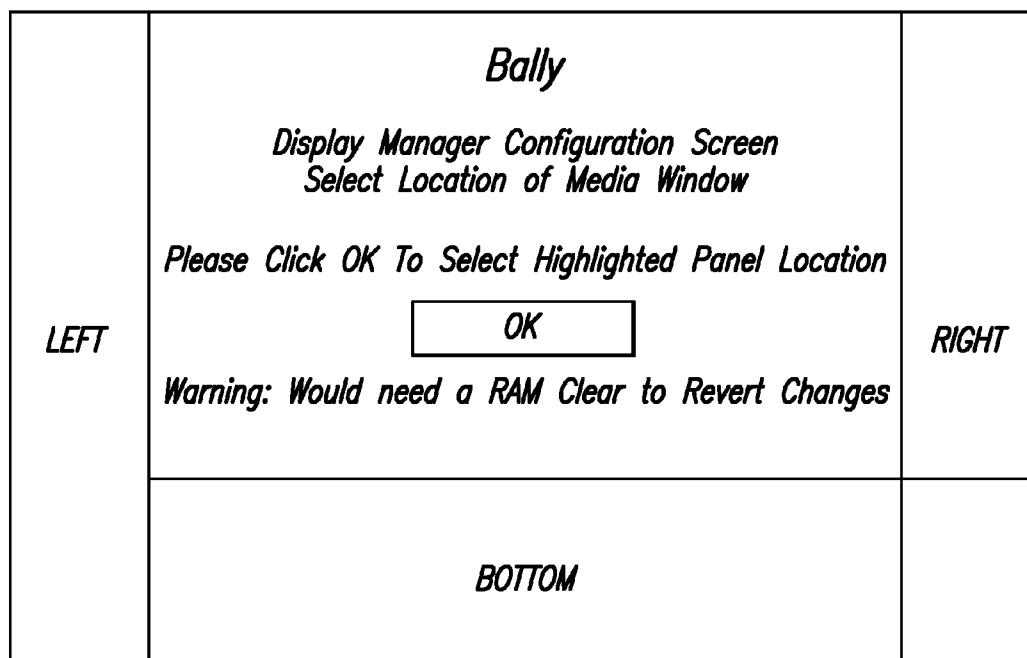 Bally
Display Manager Configuration Screen
Select Location of Media Window
Please Click OK To Select Highlighted Panel Location
LEFT
OK
RIGHT
Warning: Would need a RAM Clear to Revert Changes
BOTTOM